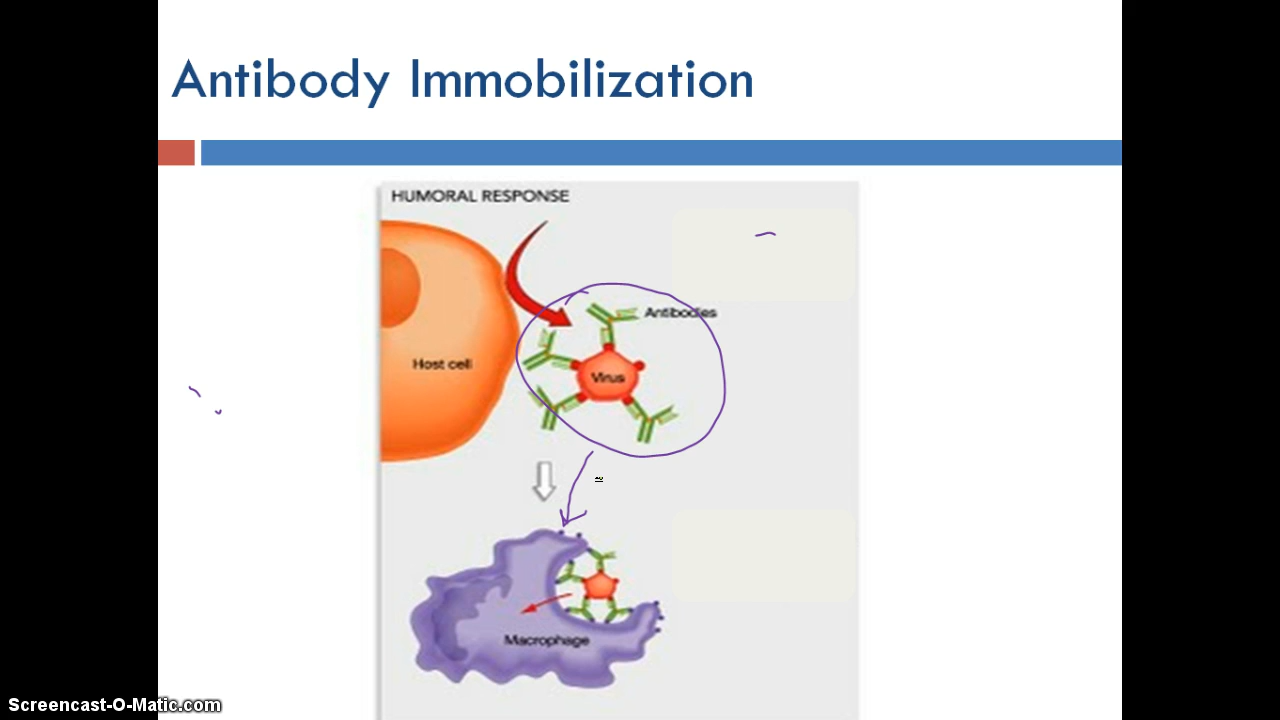 Antibody Immobilization
HUMORAL RESPONSE
Antibodies
Host cell
Virus
Macrophage
Screencast-O-Matic.com